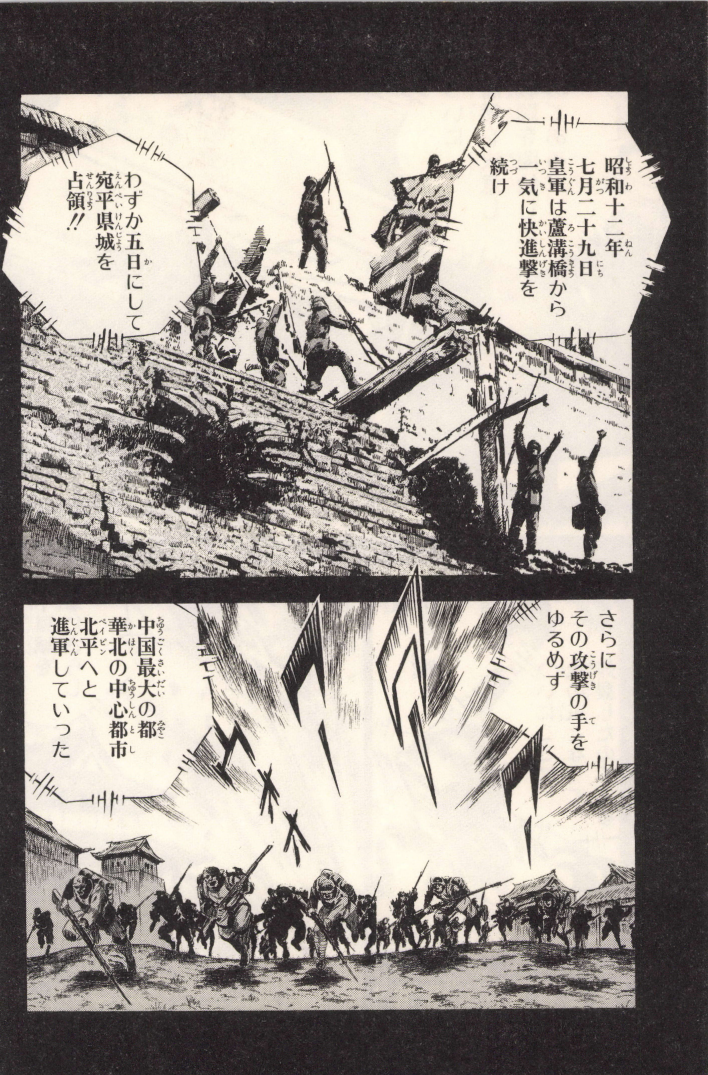 昭和十二年
七月二十九日
皇軍は蘆溝橋から
一気に快進撃を
続け
わずか五日にして
宛平県城を
占領!!
さらに
その攻撃の手を
ゆるめず
ワーッ
中国最大の都
華北の中心都市
北平へと
進軍していった